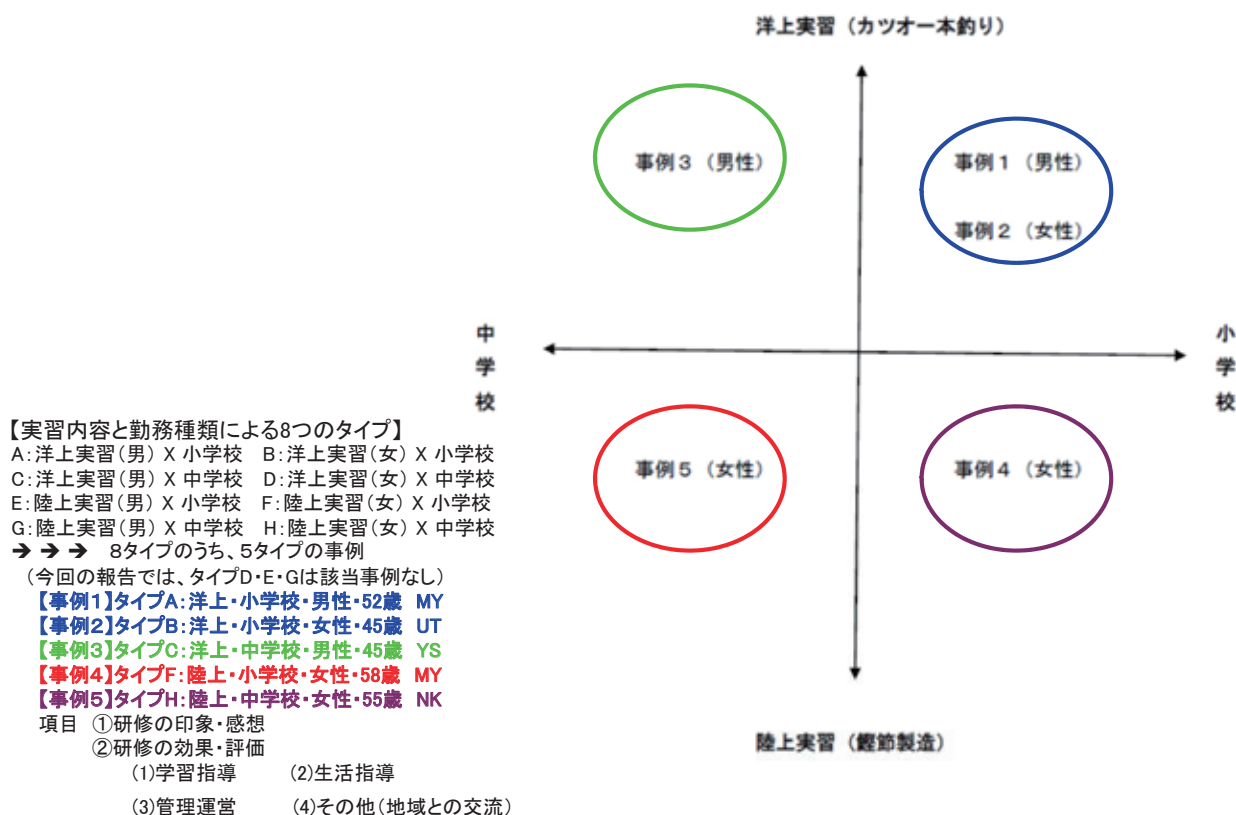 洋上実習（カツオ一本釣り）
事例３（男性）
事例１（男性）
事例２（女性）
中学校
小学校
事例５（女性）
事例４（女性）
陸上実習（鰹節製造）
【実習内容と勤務種類による8つのタイプ】
A：洋上実習（男） X 小学校　B：洋上実習（女） X 小学校
C：洋上実習（男） X 中学校　D：洋上実習（女） X 中学校
E：陸上実習（男） X 小学校　F：陸上実習（女） X 小学校
G：陸上実習（男） X 中学校　H：陸上実習（女） X 中学校
➔ ➔ ➔　8タイプのうち、5タイプの事例
（今回の報告では、タイプD・E・Gは該当事例なし）
【事例1】タイプA：洋上・小学校・男性・52歳　MY
【事例2】タイプB：洋上・小学校・女性・45歳　UT
【事例3】タイプC：洋上・中学校・男性・45歳　YS
【事例4】タイプF：陸上・小学校・女性・58歳　MY
【事例5】タイプH：陸上・中学校・女性・55歳　NK
項目　①研修の印象・感想
②研修の効果・評価
(1)学習指導　　(2)生活指導
(3)管理運営　　(4)その他（地域との交流）